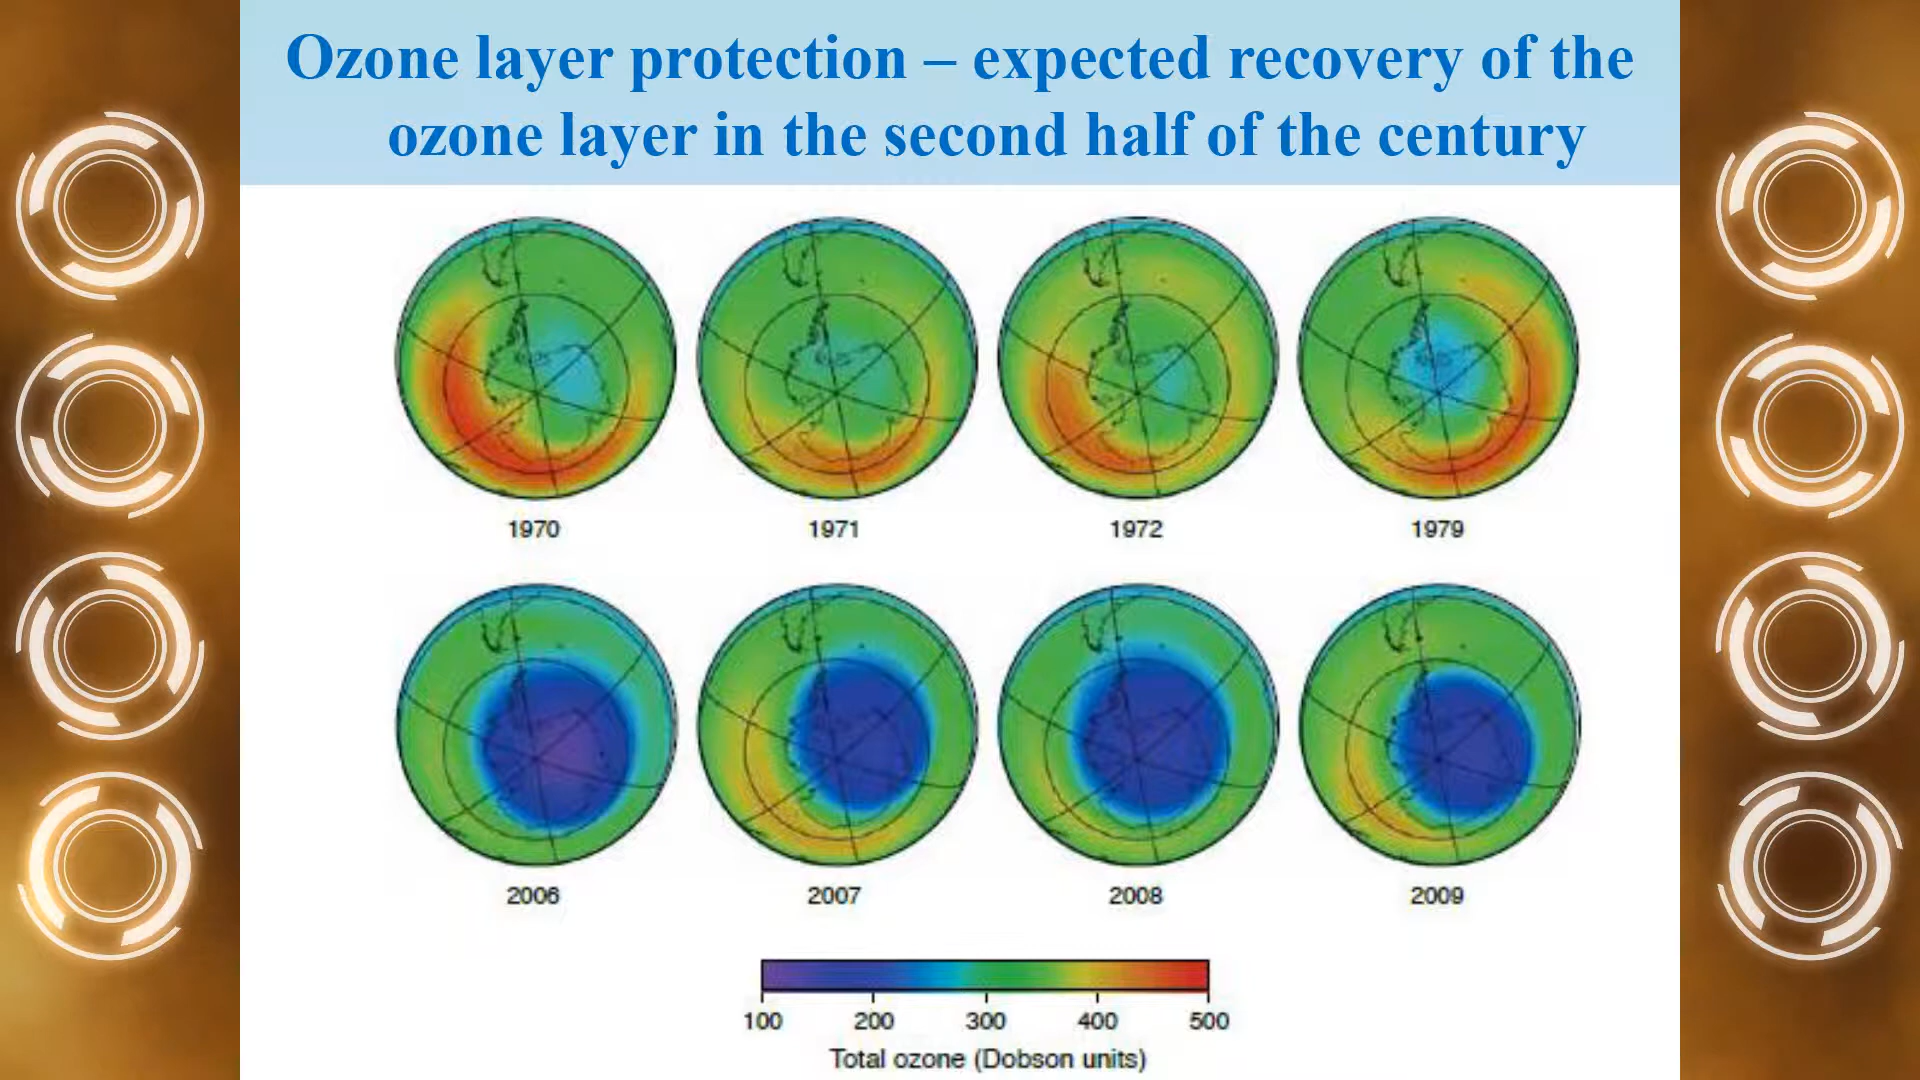 Ozone layer protection – expected recovery of the
ozone layer in the second half of the century
1970 1971 1972 1979
2006 2007 2008 2009
100 200 300 400 500
Total ozone (Dobson units)